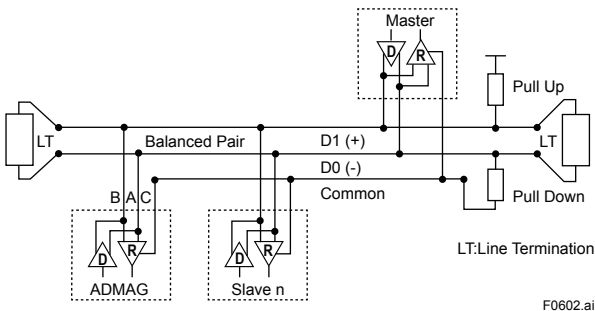 Master
D
R
Pull Up
LT
Balanced Pair
D1 (+)
LT
D0 (-)
B A C
Common
Pull Down
D
R
D
R
ADMAG
Slave n
LT:Line Termination
F0602.ai